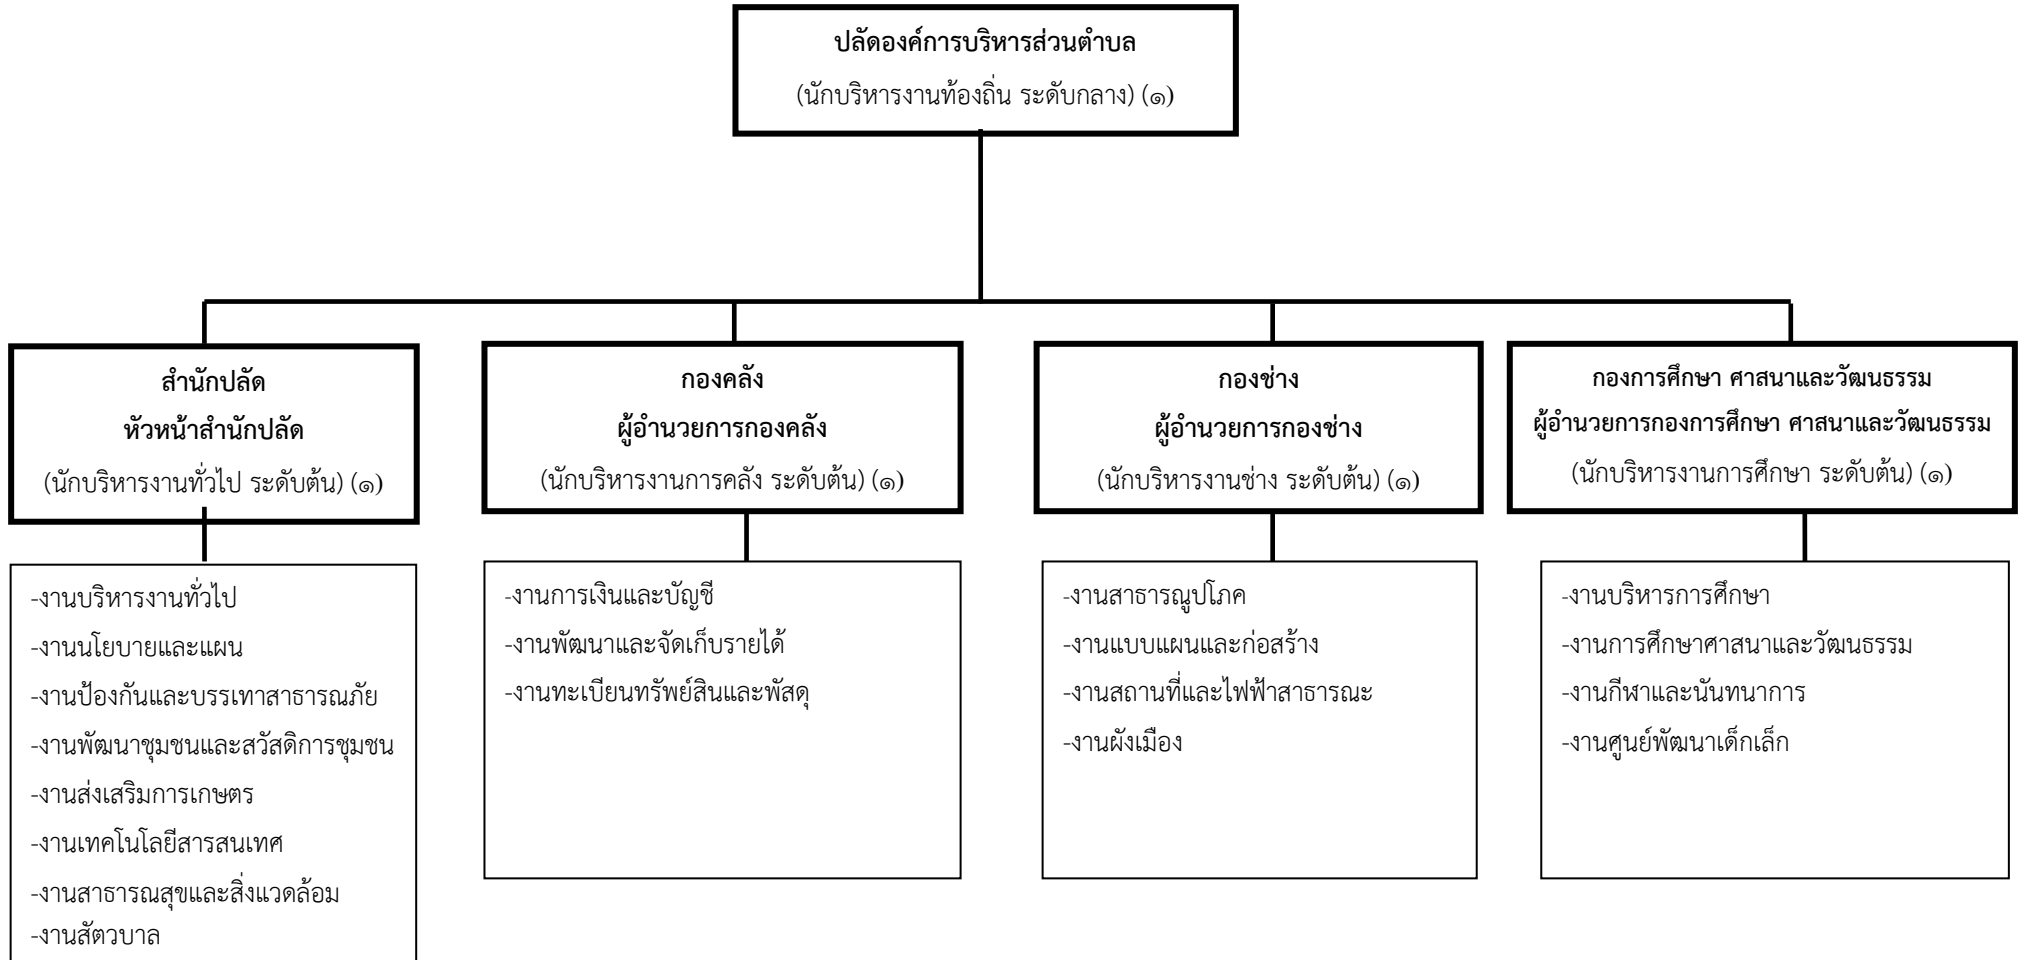 ปลัดองค์การบริหารส่วนตำบล
(นักบริหารงานท้องถิ่น ระดับกลาง) (๑)
สำนักปลัด
หัวหน้าสำนักปลัด
(นักบริหารงานทั่วไป ระดับต้น) (๑)
กองคลัง
ผู้อำนวยการกองคลัง
(นักบริหารงานการคลัง ระดับต้น) (๑)
กองช่าง
ผู้อำนวยการกองช่าง
(นักบริหารงานช่าง ระดับต้น) (๑)
กองการศึกษา ศาสนาและวัฒนธรรม
ผู้อำนวยการกองการศึกษา ศาสนาและวัฒนธรรม
(นักบริหารงานการศึกษา ระดับต้น) (๑)
-งานบริหารงานทั่วไป
-งานนโยบายและแผน
-งานป้องกันและบรรเทาสาธารณภัย
-งานพัฒนาชุมชนและสวัสดิการชุมชน
-งานส่งเสริมการเกษตร
-งานเทคโนโลยีสารสนเทศ
-งานสาธารณสุขและสิ่งแวดล้อม
-งานสัตวบาล
-งานการเงินและบัญชี
-งานพัฒนาและจัดเก็บรายได้
-งานทะเบียนทรัพย์สินและพัสดุ
-งานสาธารณูปโภค
-งานแบบแผนและก่อสร้าง
-งานสถานที่และไฟฟ้าสาธารณะ
-งานผังเมือง
-งานบริหารการศึกษา
-งานการศึกษาศาสนาและวัฒนธรรม
-งานกีฬาและนันทนาการ
-งานศูนย์พัฒนาเด็กเล็ก